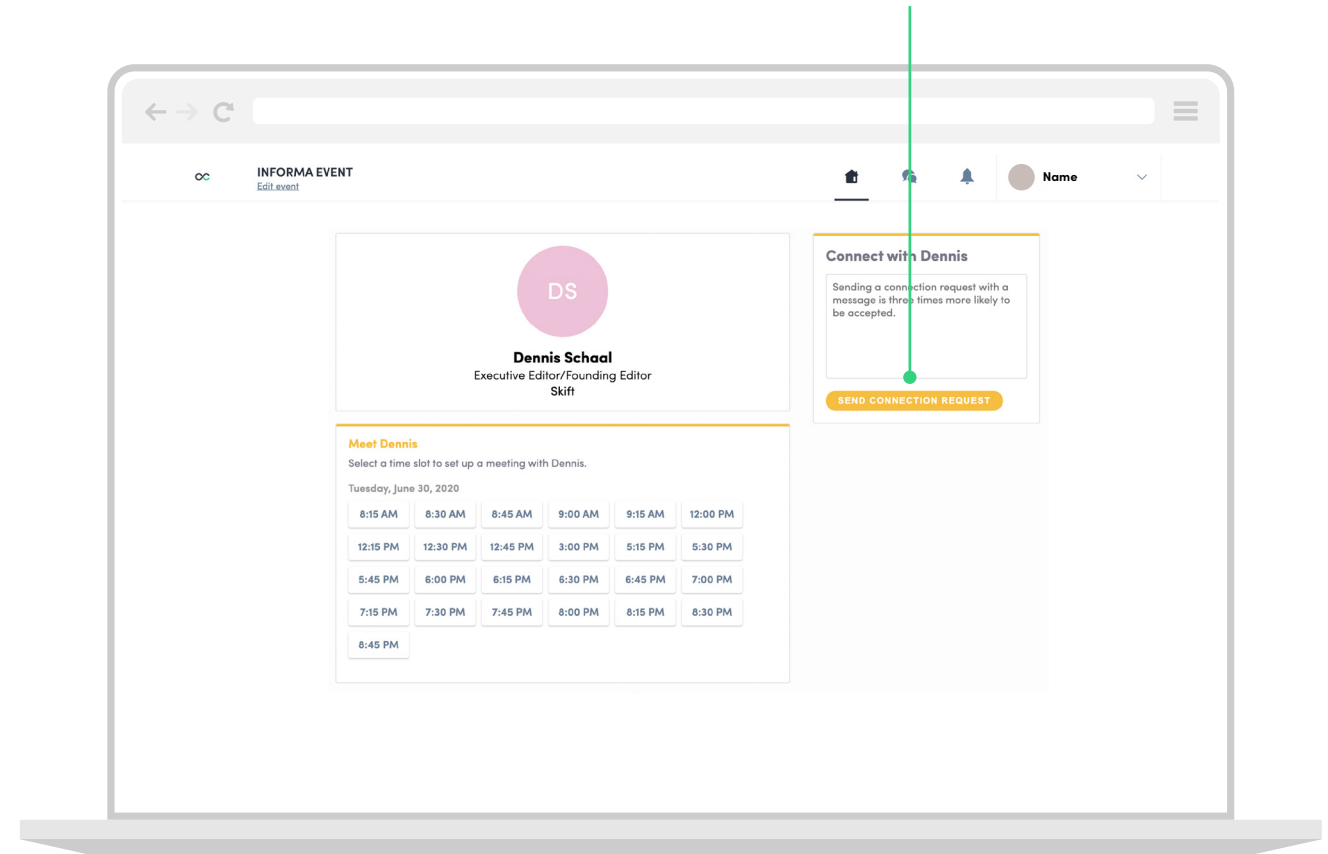 INFORMA EVENT
Edit event
Name
DS
Dennis Schaal
Executive Editor/Founding Editor
Skift
Meet Dennis
Select a time slot to set up a meeting with Dennis.
Tuesday, June 30, 2020
8:15 AM 8:30 AM 8:45 AM 9:00 AM 9:15 AM 12:00 PM
12:15 PM 12:30 PM 12:45 PM 3:00 PM 5:15 PM 5:30 PM
5:45 PM 6:00 PM 6:15 PM 6:30 PM 6:45 PM 7:00 PM
7:15 PM 7:30 PM 7:45 PM 8:00 PM 8:15 PM 8:30 PM
8:45 PM
Connect with Dennis
Sending a connection request with a
message is three times more likely to
be accepted.
SEND CONNECTION REQUEST